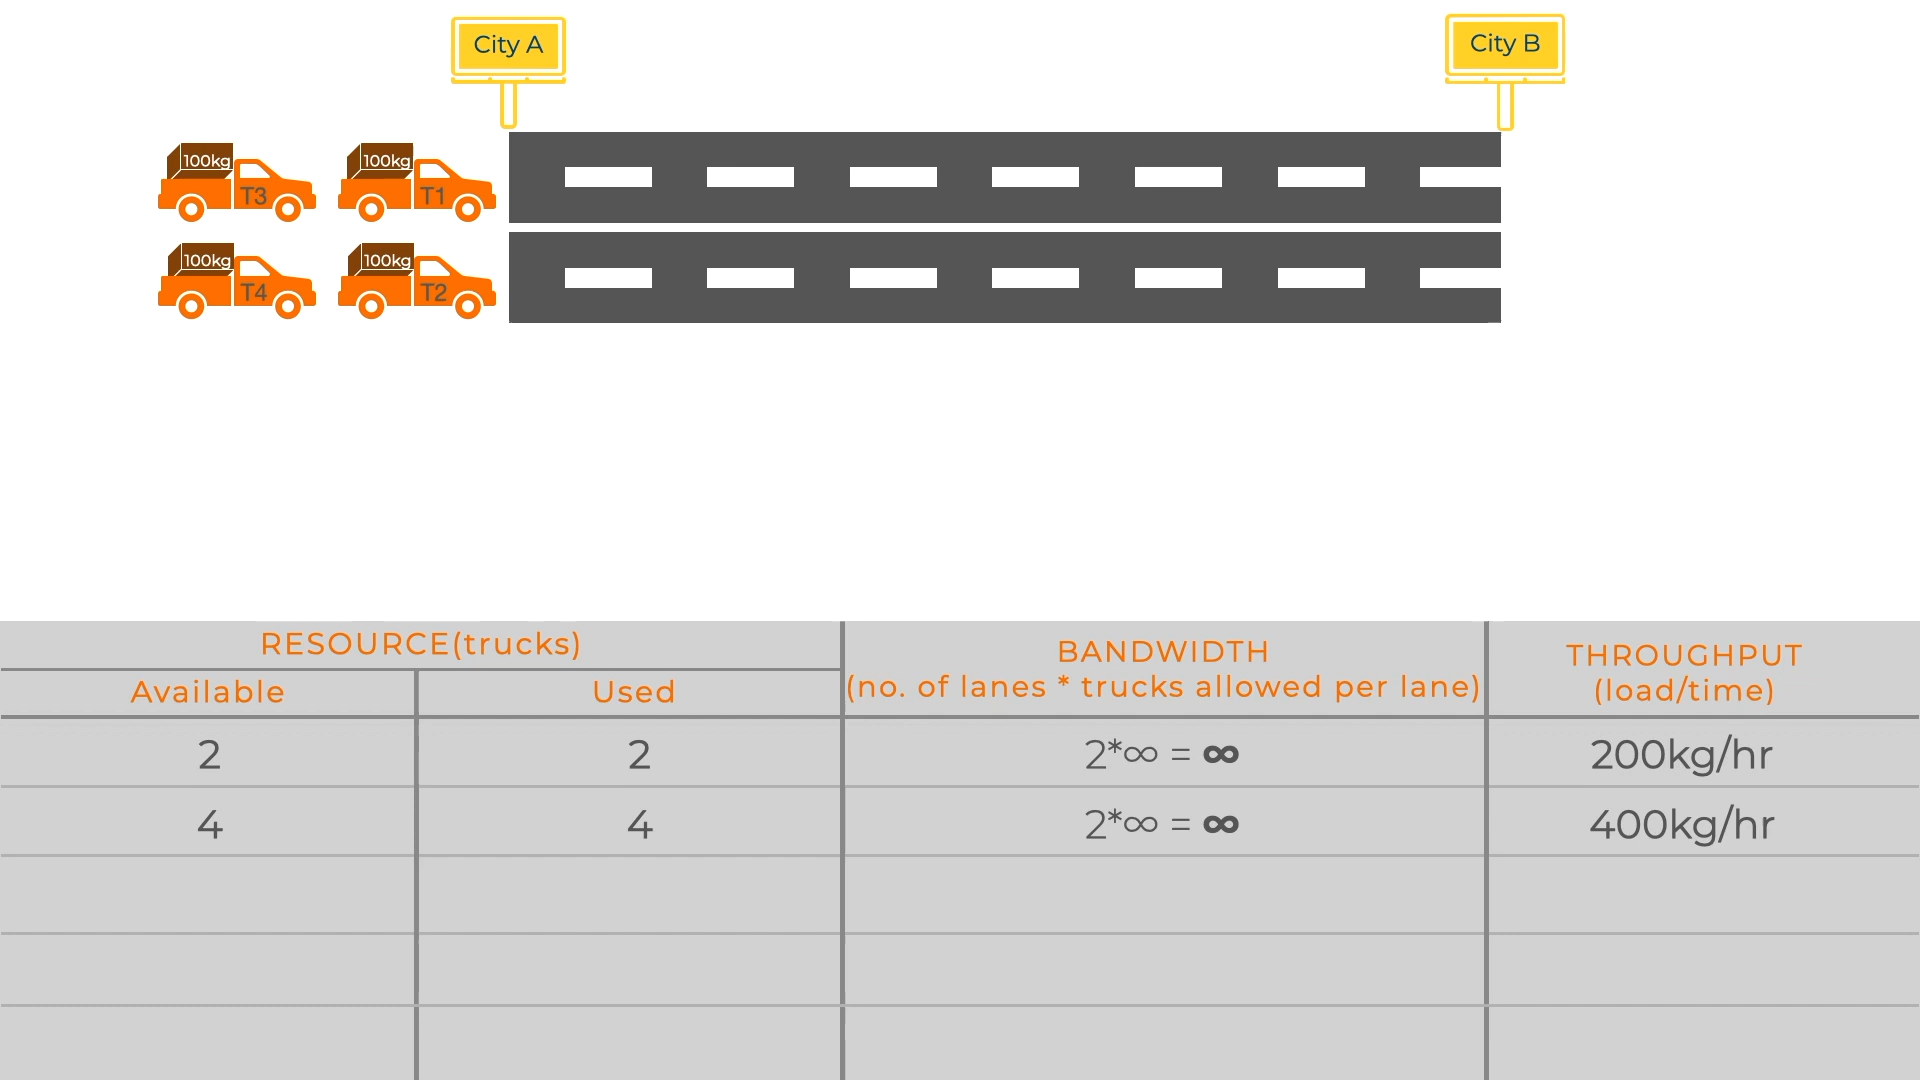 City A
City B
100kg
100kg
T3
T1
100kg
100kg
T4
T2
RESOURCE(trucks)
BANDWIDTH
(no. of lanes * trucks allowed per lane)
THROUGHPUT
(load/time)
Available
Used
2
2
2*∞ = ∞
200kg/hr
4
4
2*∞ = ∞
400kg/hr